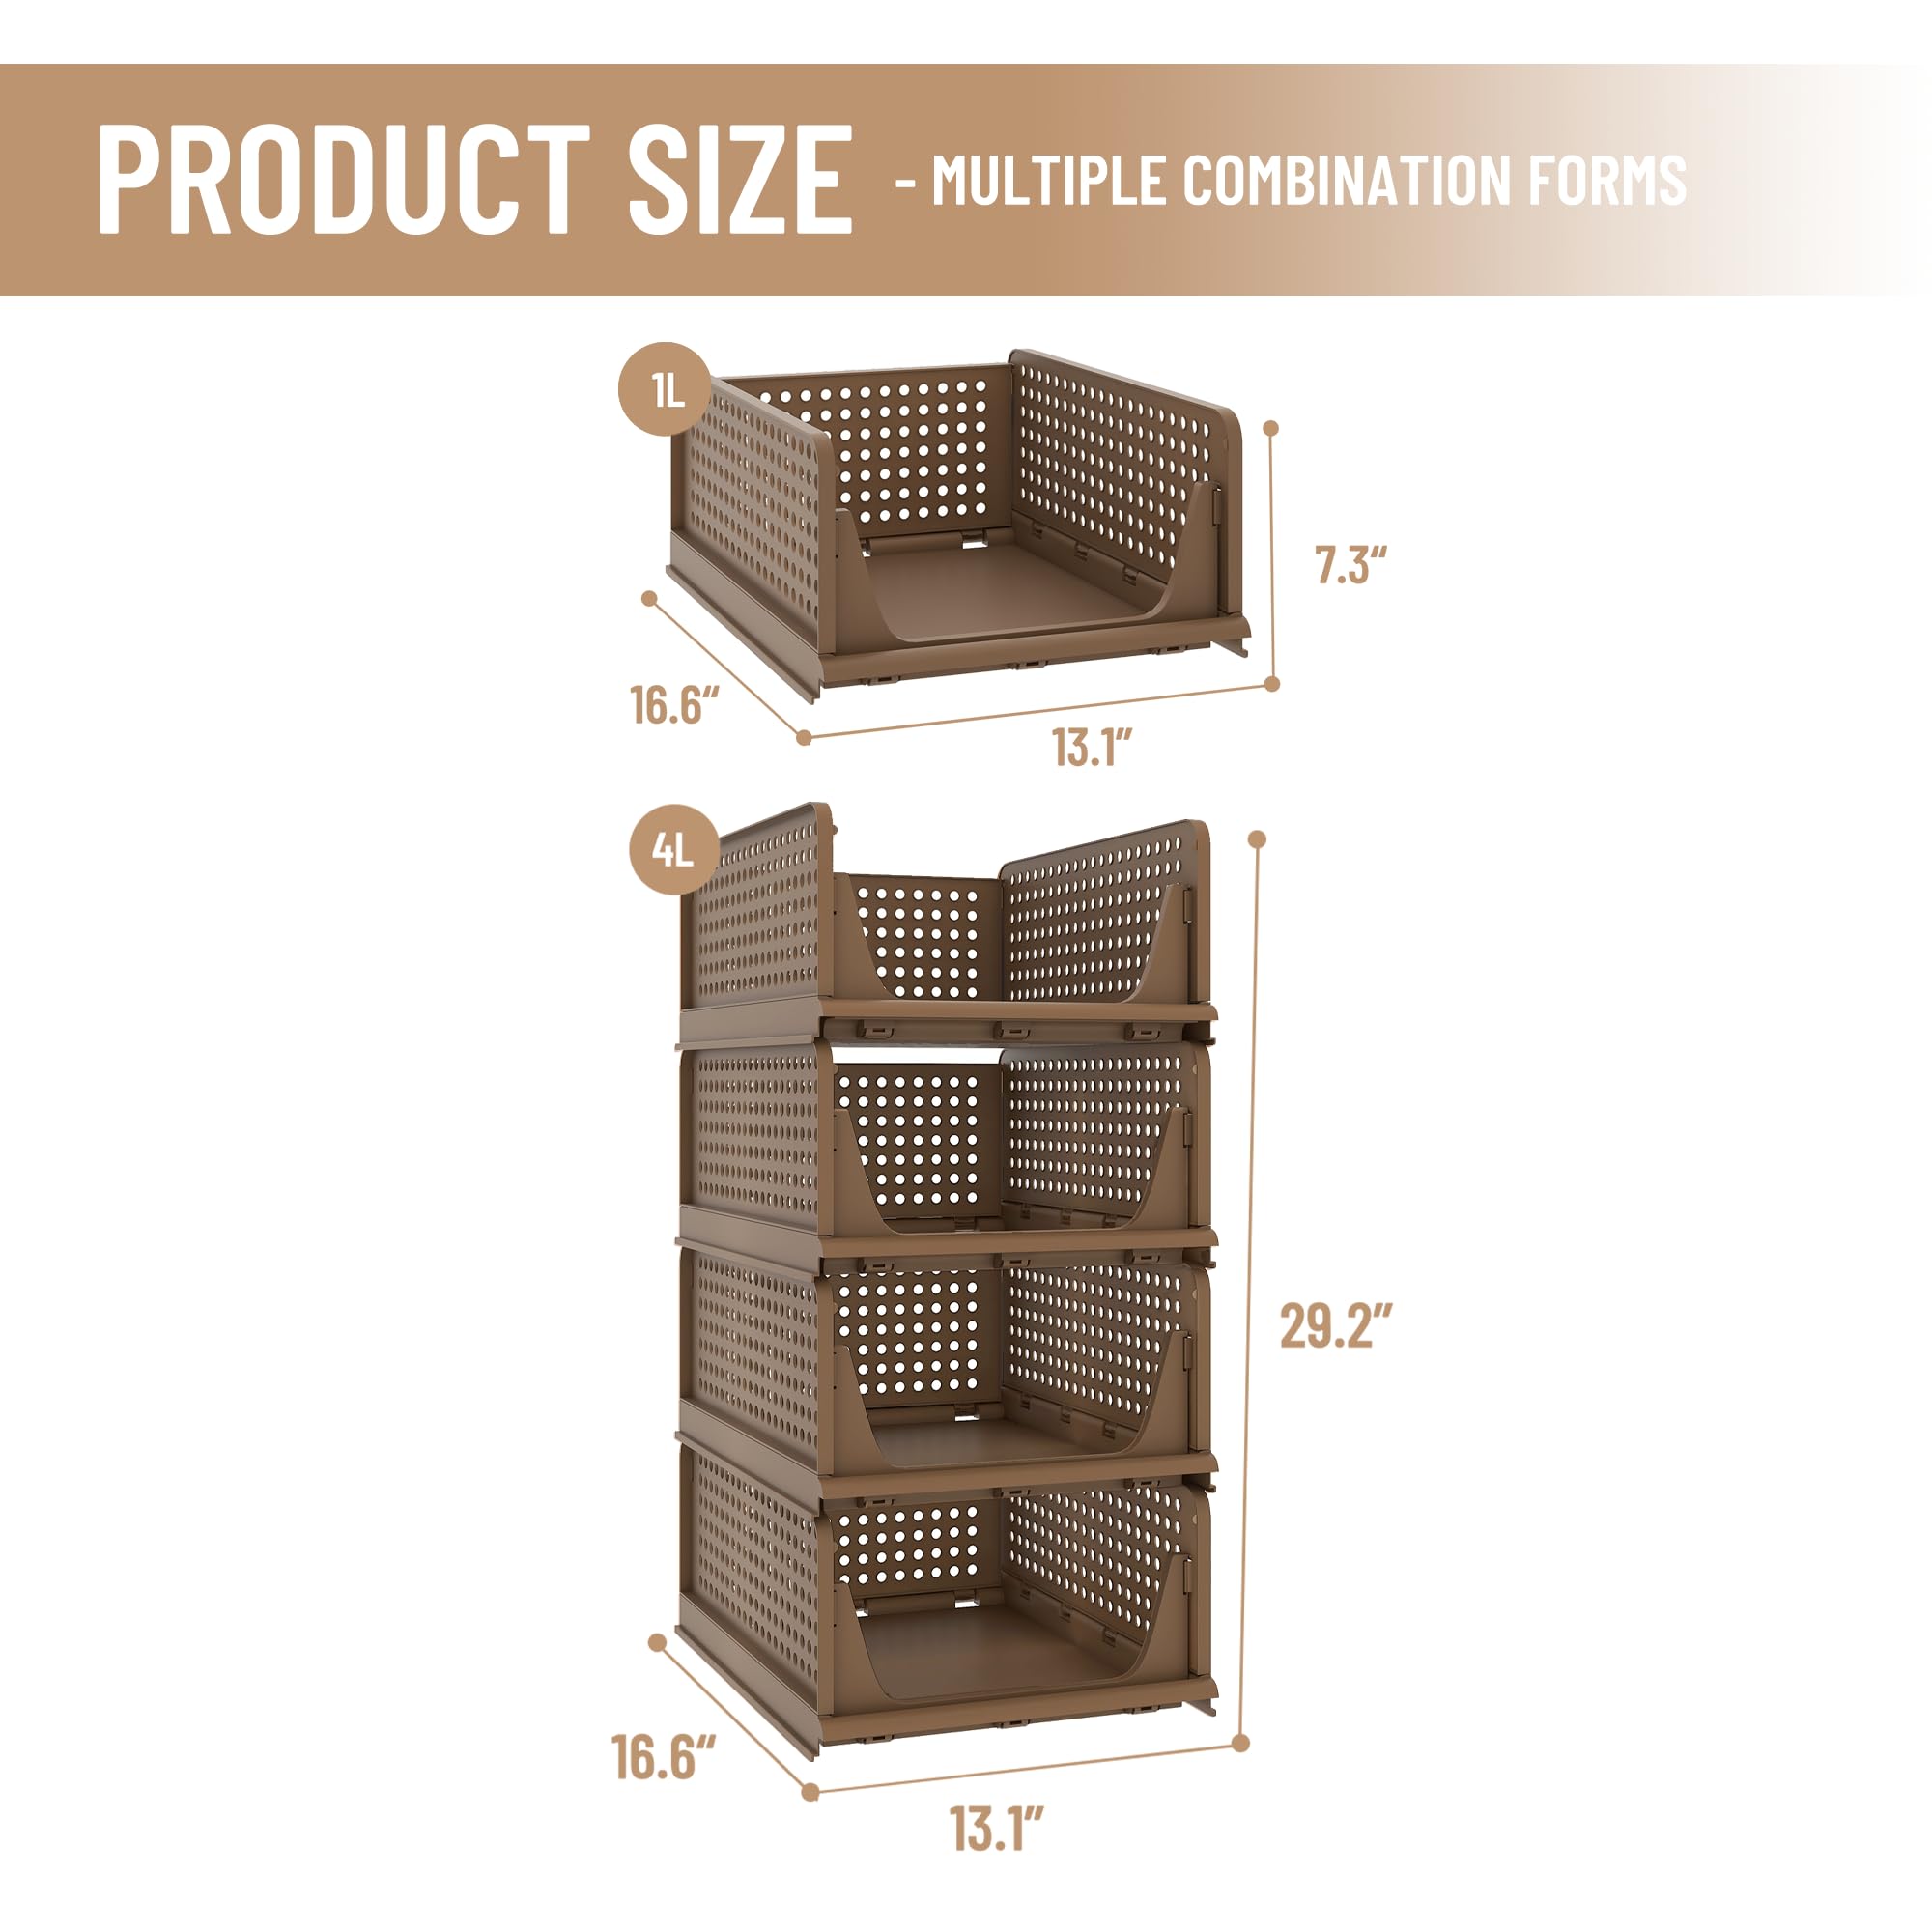 PRODUCT SIZE - MULTIPLE COMBINATION FORMS
1L
7.3"
16.6"
13.1"
4L
29.2"
16.6"
13.1"